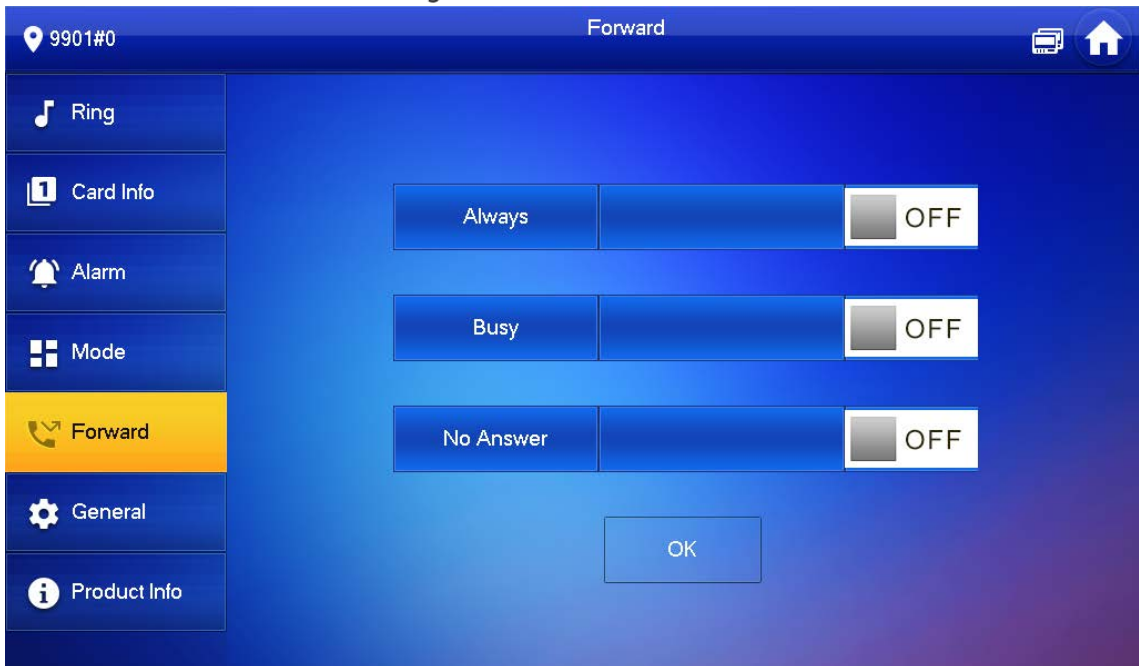 9901#0
Forward
Ring
Card Info
Alarm
Mode
Forward
General
Product Info
Always
OFF
Busy
OFF
No Answer
OFF
OK